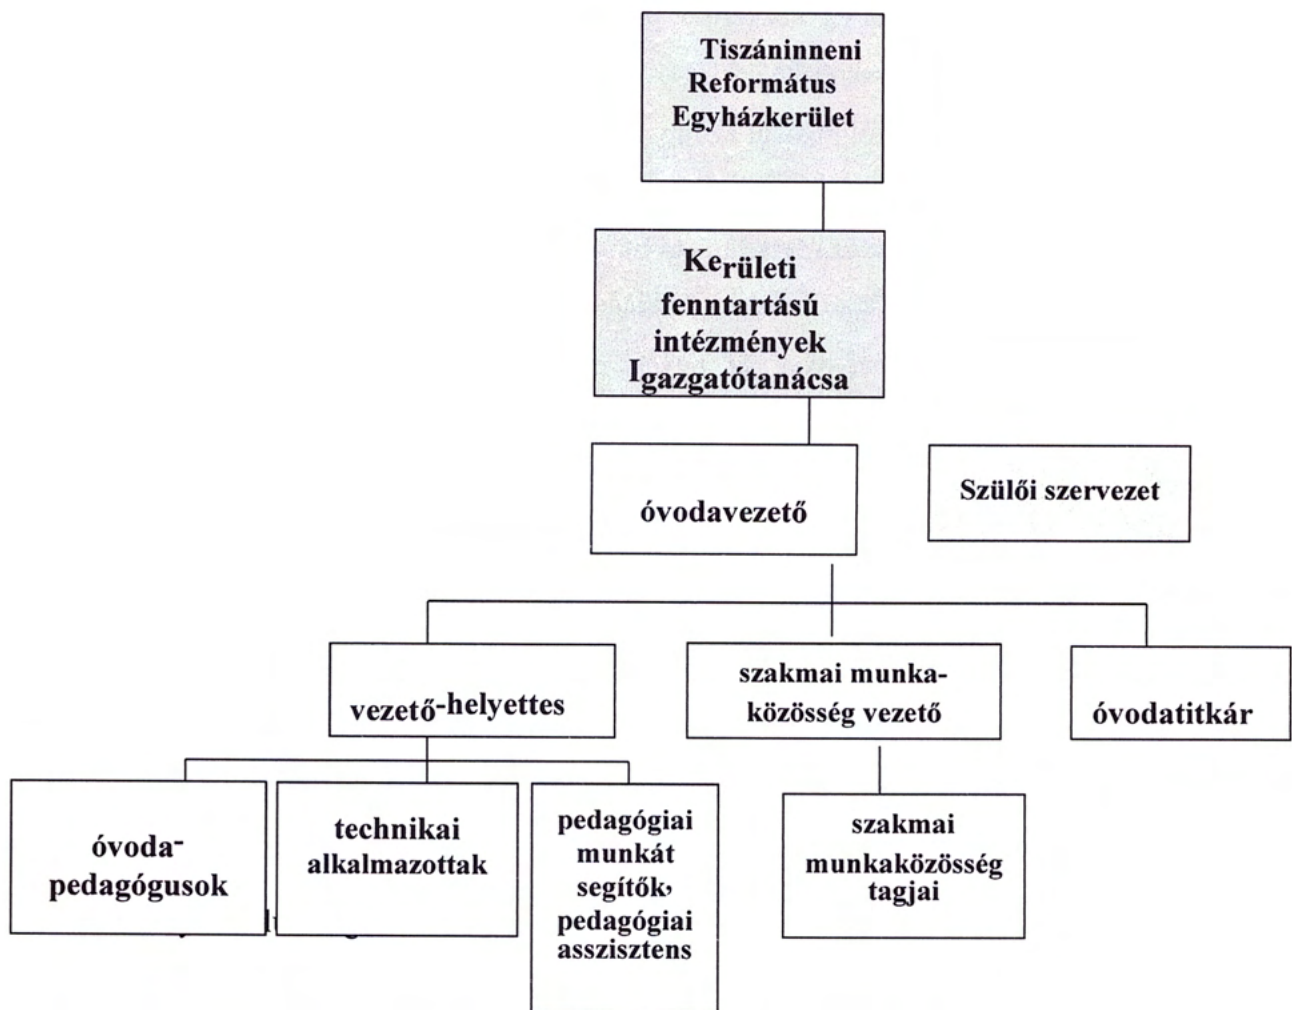 Tiszáninneni
Református
Egyházkerület
Kerületi
fenntartású
intézmények
Igazgatótanácsa
óvodavezető
Szülői szervezet
vezető-helyettes
szakmai munka-
közösség vezető
óvodatitkár
óvoda-
pedagógusok
technikai
alkalmazottak
pedagógiai
munkát
segítők,
pedagógiai
asszisztens
szakmai
munkaközösség
tagjai